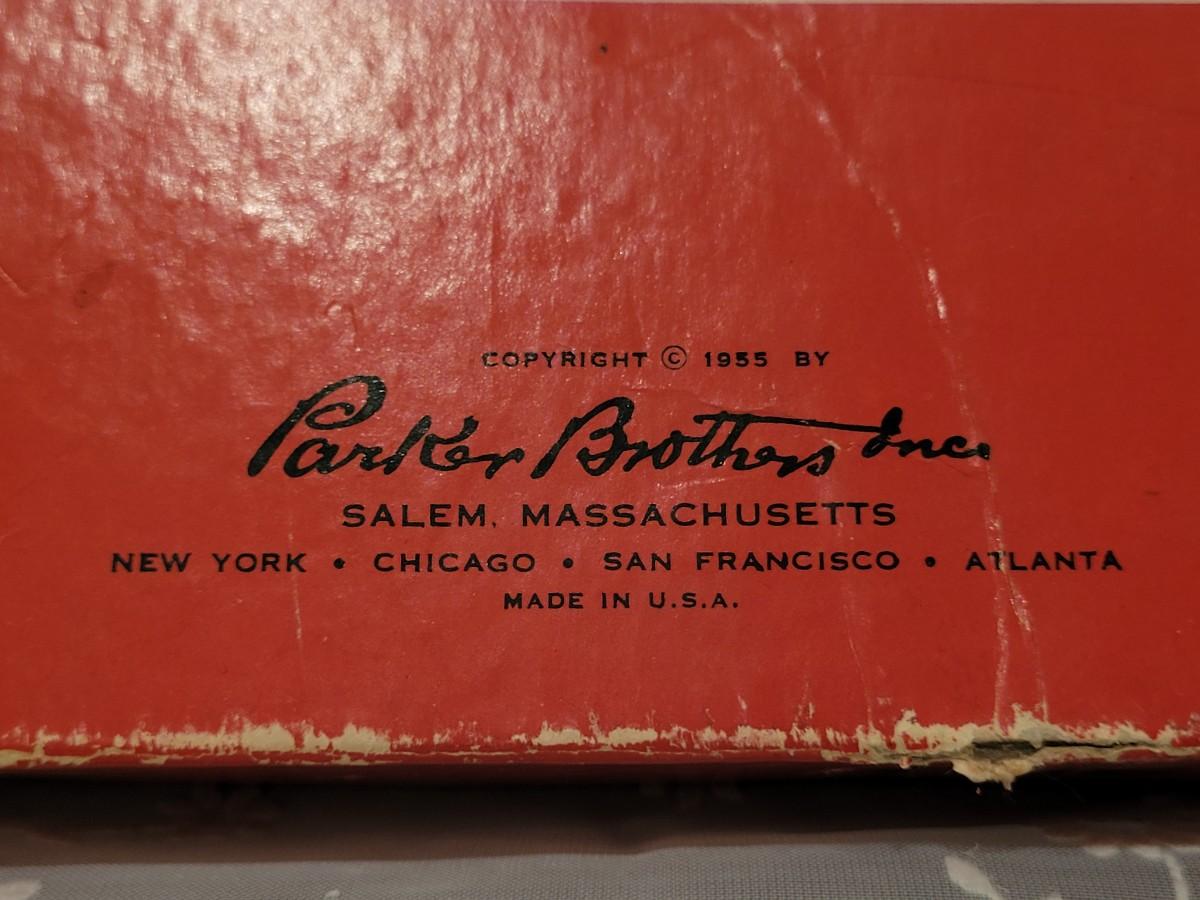 COPYRIGHT © 1955 BY
Parker Brothers Inc.
SALEM, MASSACHUSETTS
NEW YORK • CHICAGO • SAN FRANCISCO • ATLANTA
MADE IN U.S.A.